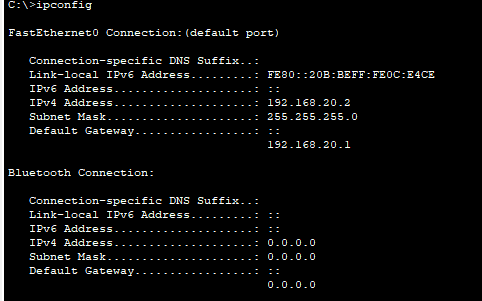 C:\>ipconfig
FastEthernet0 Connection:(default port)
Connection-specific DNS Suffix..:
Link-local IPv6 Address.........: FE80::20B:BEFF:FE0C:E4CE
IPv6 Address....................: ::
IPv4 Address....................: 192.168.20.2
Subnet Mask.....................: 255.255.255.0
Default Gateway.................: ::
192.168.20.1
Bluetooth Connection:
Connection-specific DNS Suffix..:
Link-local IPv6 Address.........: ::
IPv6 Address....................: ::
IPv4 Address....................: 0.0.0.0
Subnet Mask.....................: 0.0.0.0
Default Gateway.................: ::
0.0.0.0